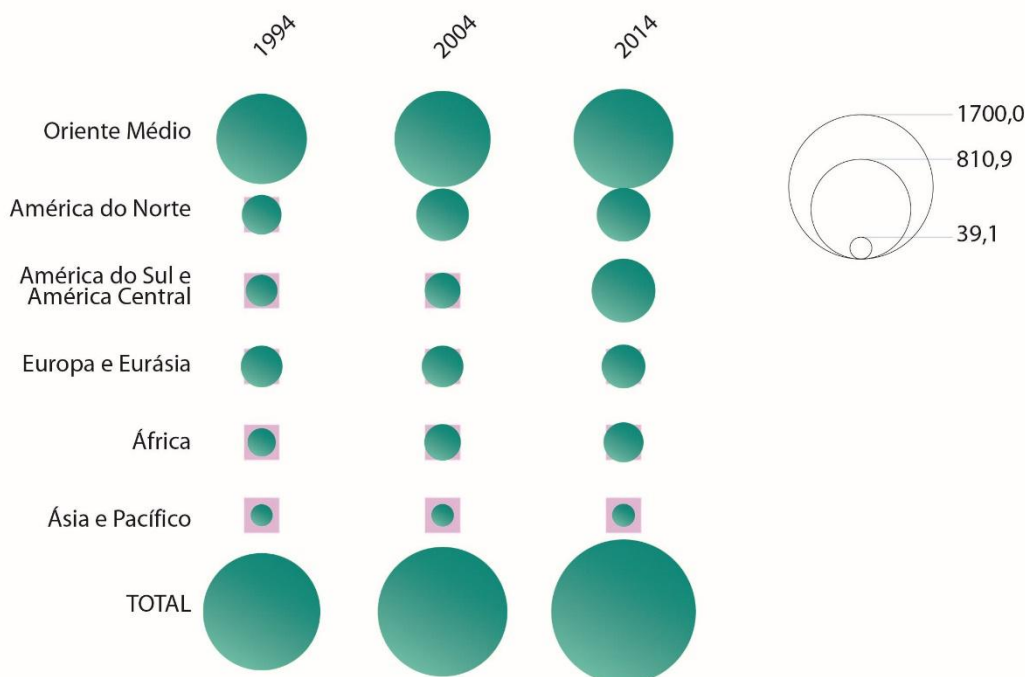 1994
2004
2014
Oriente Médio
América do Norte
América do Sul e
América Central
Europa e Eurásia
África
Ásia e Pacífico
TOTAL
1700,0
810,9
39,1